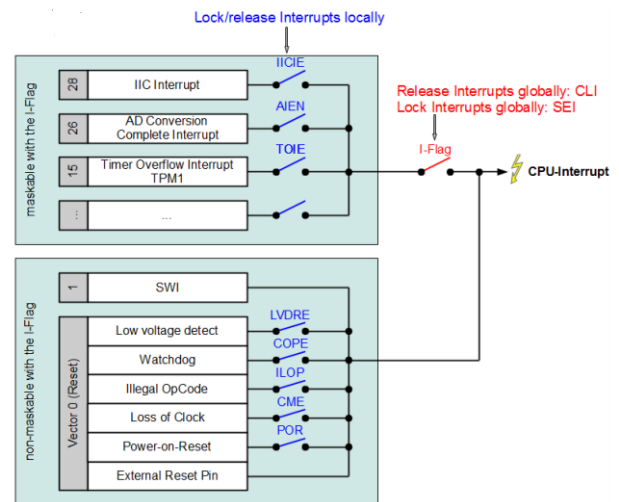 Lock/release Interrupts locally
maskable with the I-Flag
28
IIC Interrupt
IICIE
26
AD Conversion
Complete Interrupt
AIEN
15
Timer Overflow Interrupt
TPM1
TOIE
...
...
Release Interrupts globally: CLI
Lock Interrupts globally: SEI
I-Flag
CPU-Interrupt
non-maskable with the I-Flag
1
SWI
Vector 0 (Reset)
Low voltage detect
LVDRE
Watchdog
COPE
Illegal OpCode
ILOP
Loss of Clock
CME
Power-on-Reset
POR
External Reset Pin